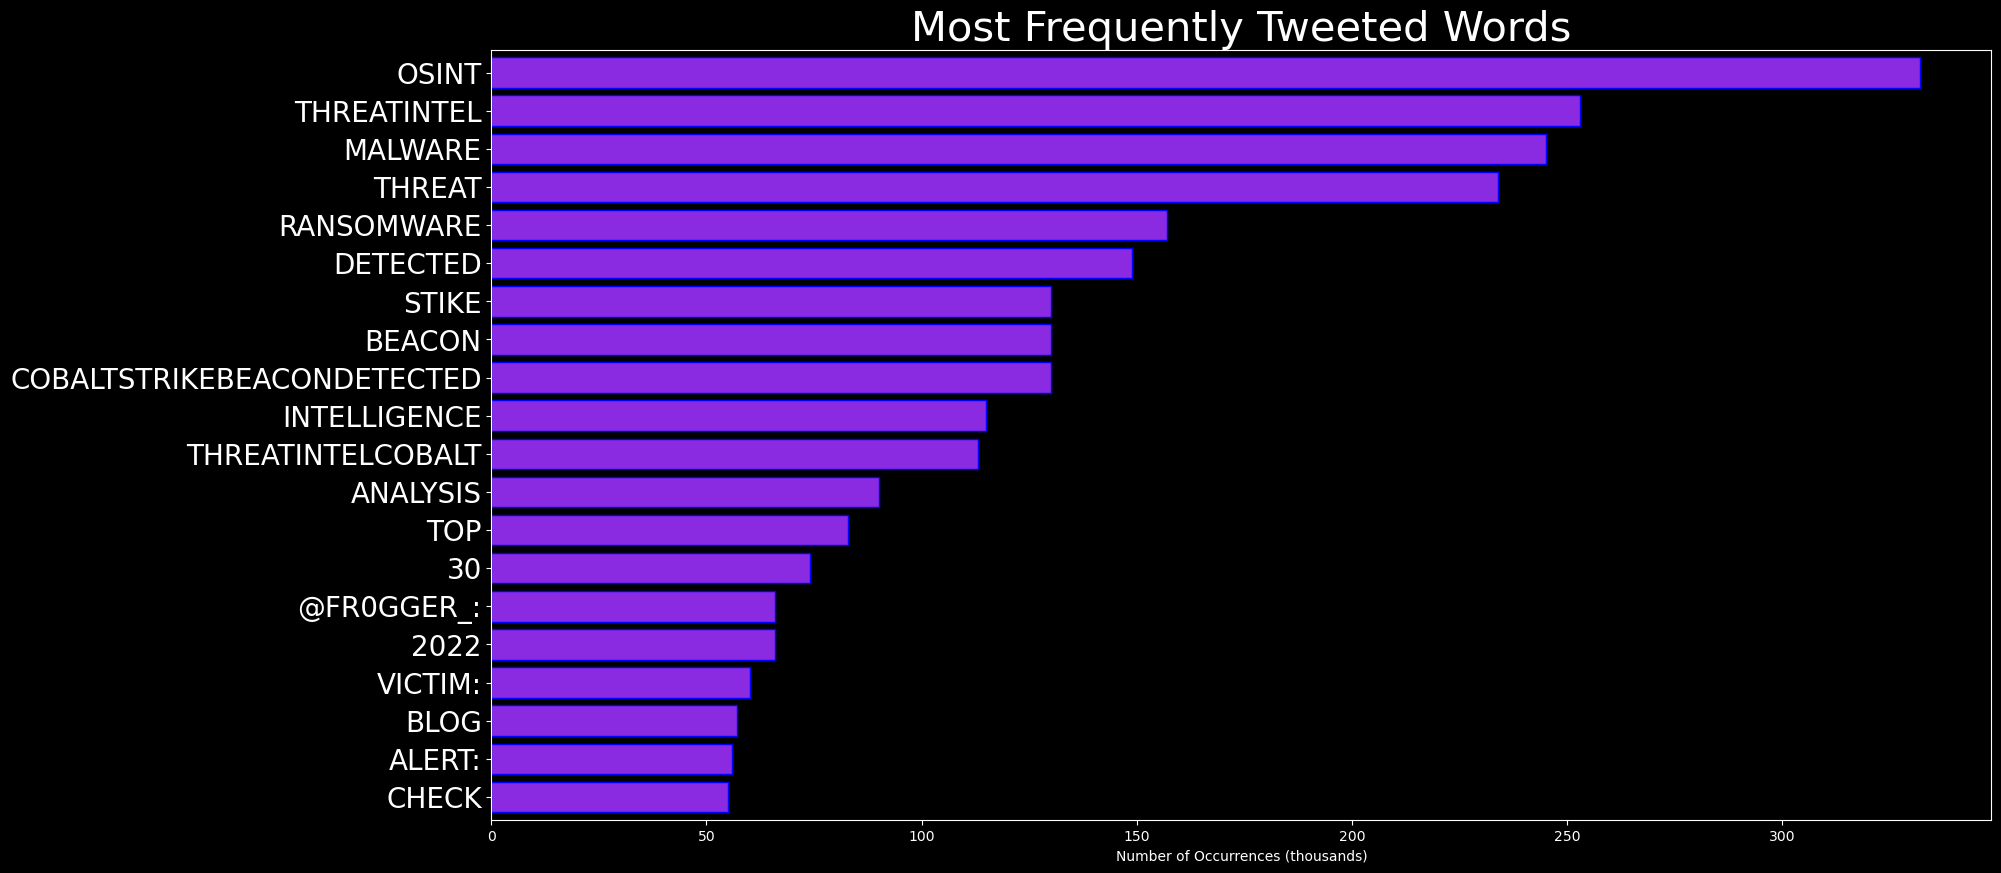 Most Frequently Tweeted Words
OSINT
THREATINTEL
MALWARE
THREAT
RANSOMWARE
DETECTED
STIKE
BEACON
COBALTSTRIKEBEACONDETECTED
INTELLIGENCE
THREATINTELCOBALT
ANALYSIS
TOP
30
@FR0GGER_:
2022
VICTIM:
BLOG
ALERT:
CHECK
0 50 100 150 200 250 300
Number of Occurrences (thousands)